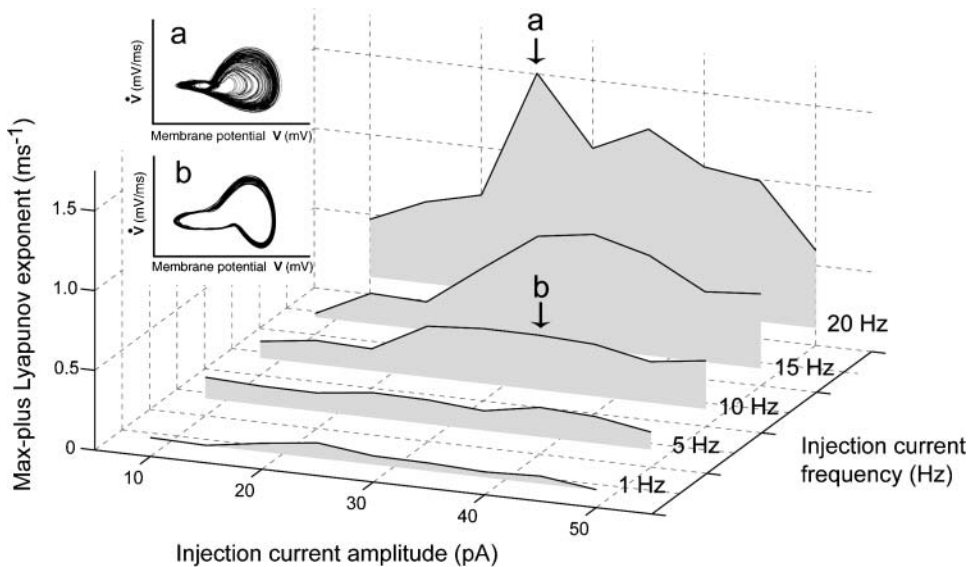 a
V̇ (mV/ms)
Membrane potential V (mV)
b
V̇ (mV/ms)
Membrane potential V (mV)
a
b
Max-plus Lyapunov exponent (ms-1)
1.5
1.0
0.5
0
10
20
30
40
50
Injection current amplitude (pA)
1 Hz
5 Hz
10 Hz
15 Hz
20 Hz
Injection current
frequency (Hz)